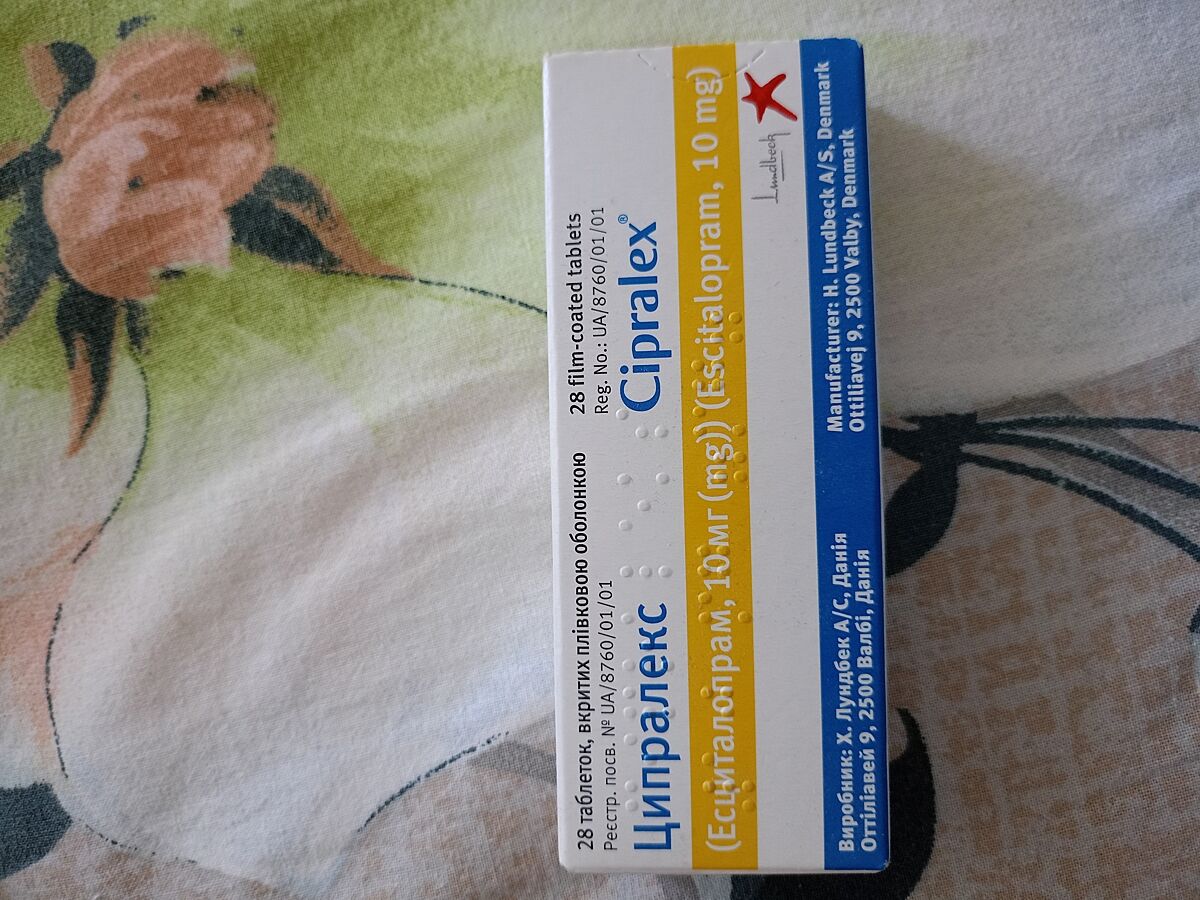 28 таблеток, вкритих плівковою оболонкою
Реєстр. посв. № UA/8760/01/01
28 film-coated tablets
Reg. No.: UA/8760/01/01
Ципралекс
Cipralex®
(Есциталопрам, 10 мг (mg)) (Escitalopram, 10 mg)
Lundbeck
Виробник: Х. Лундбек А/С, Данія
Оттіліавей 9, 2500 Валбі, Данія
Manufacturer: H. Lundbeck A/S, Denmark
Ottiliavej 9, 2500 Valby, Denmark